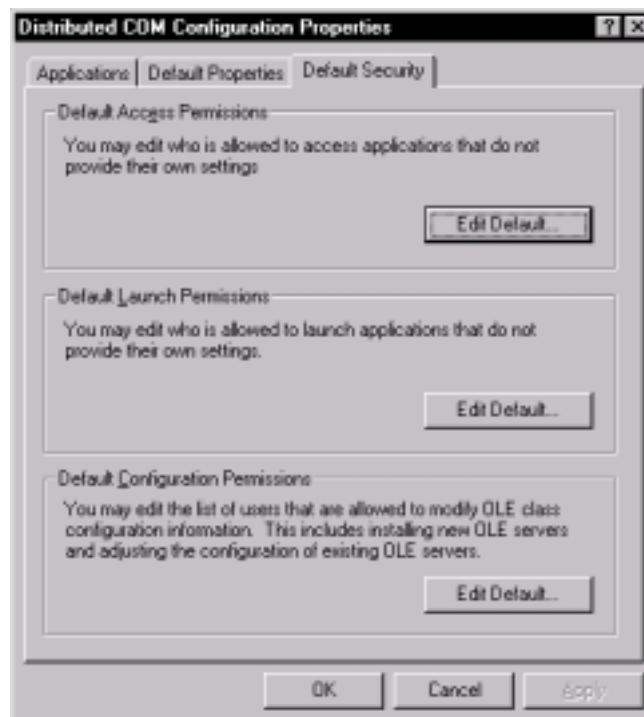 Distributed COM Configuration Properties
Applications
Default Properties
Default Security
Default Access Permissions
You may edit who is allowed to access applications that do not
provide their own settings
Edit Default...
Default Launch Permissions
You may edit who is allowed to launch applications that do not
provide their own settings.
Edit Default...
Default Configuration Permissions
You may edit the list of users that are allowed to modify OLE class
configuration information. This includes installing new OLE servers
and adjusting the configuration of existing OLE servers.
Edit Default...
OK
Cancel
Apply